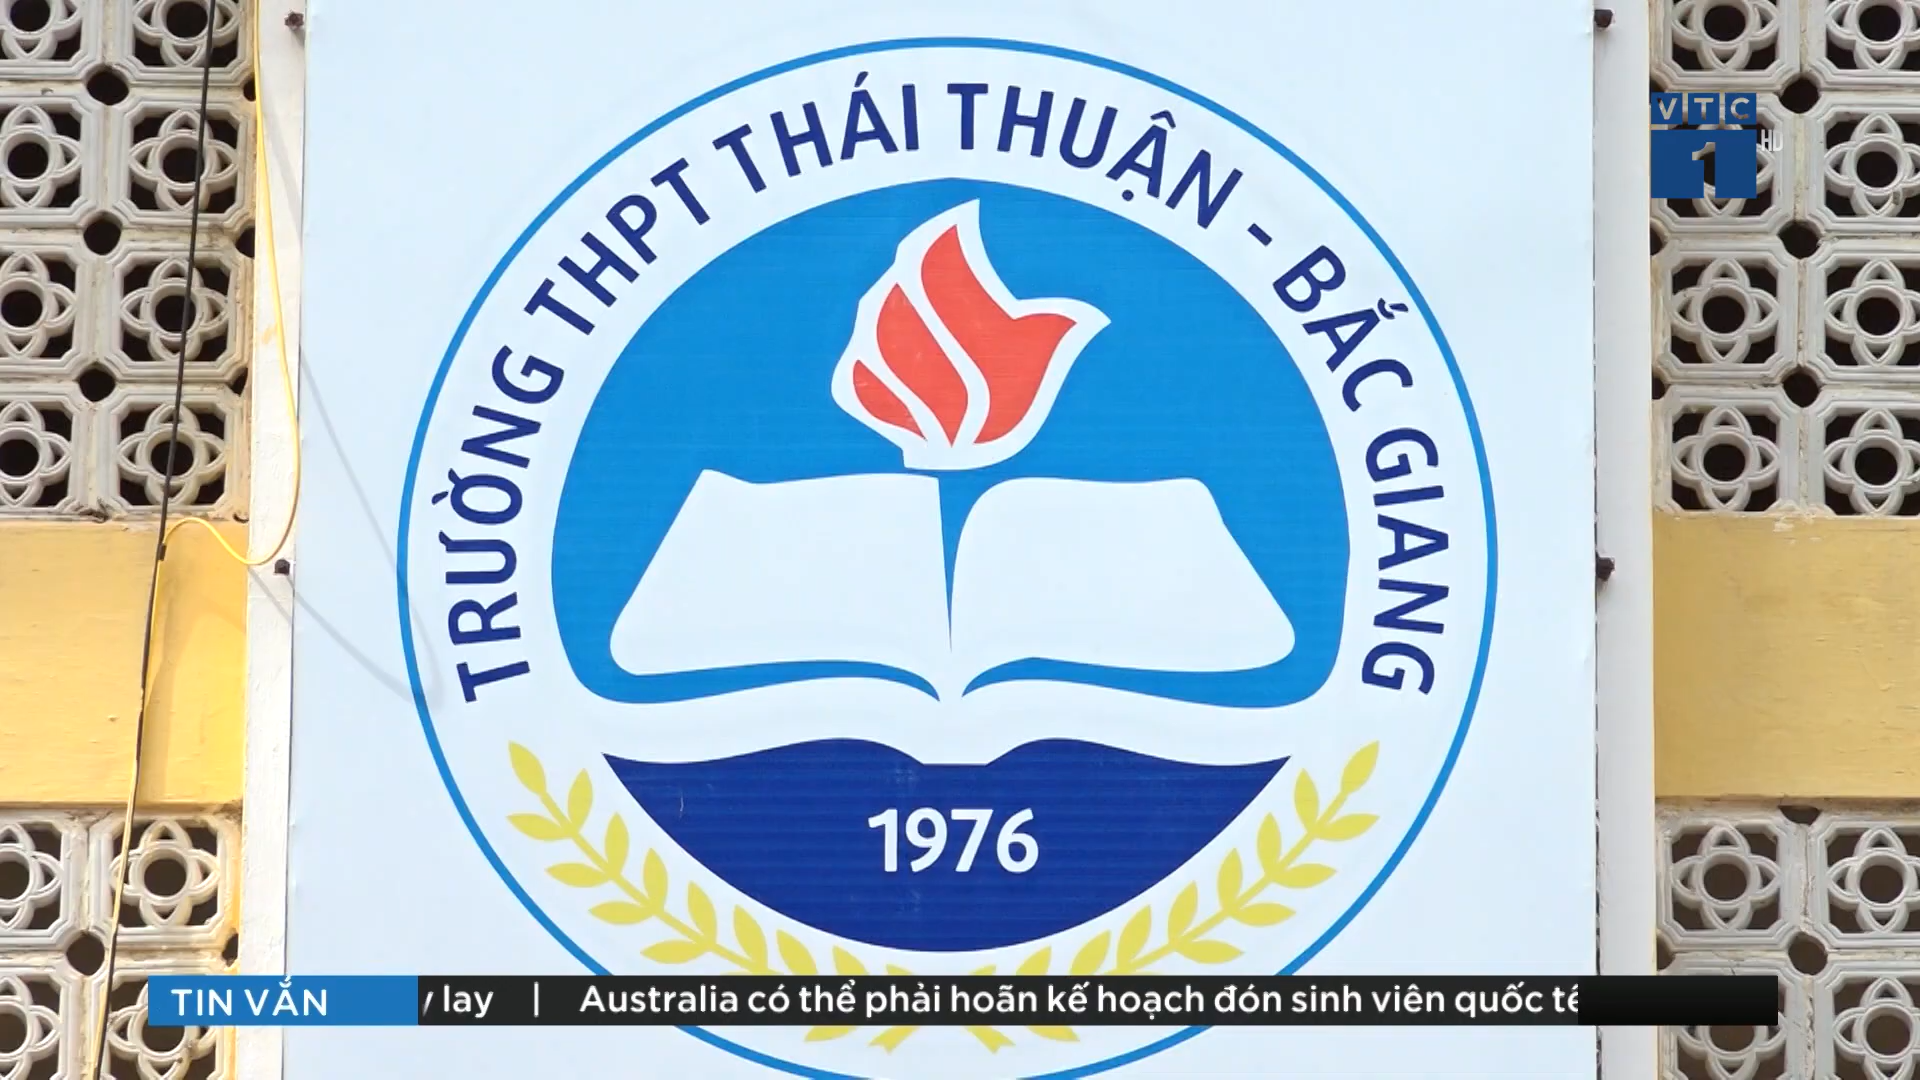 TRƯỜNG THPT THÁI THUẬN - BẮC GIANG
VTC
1
HD
1976
TIN VẮN
lay | Australia có thể phải hoãn kế hoạch đón sinh viên quốc tế